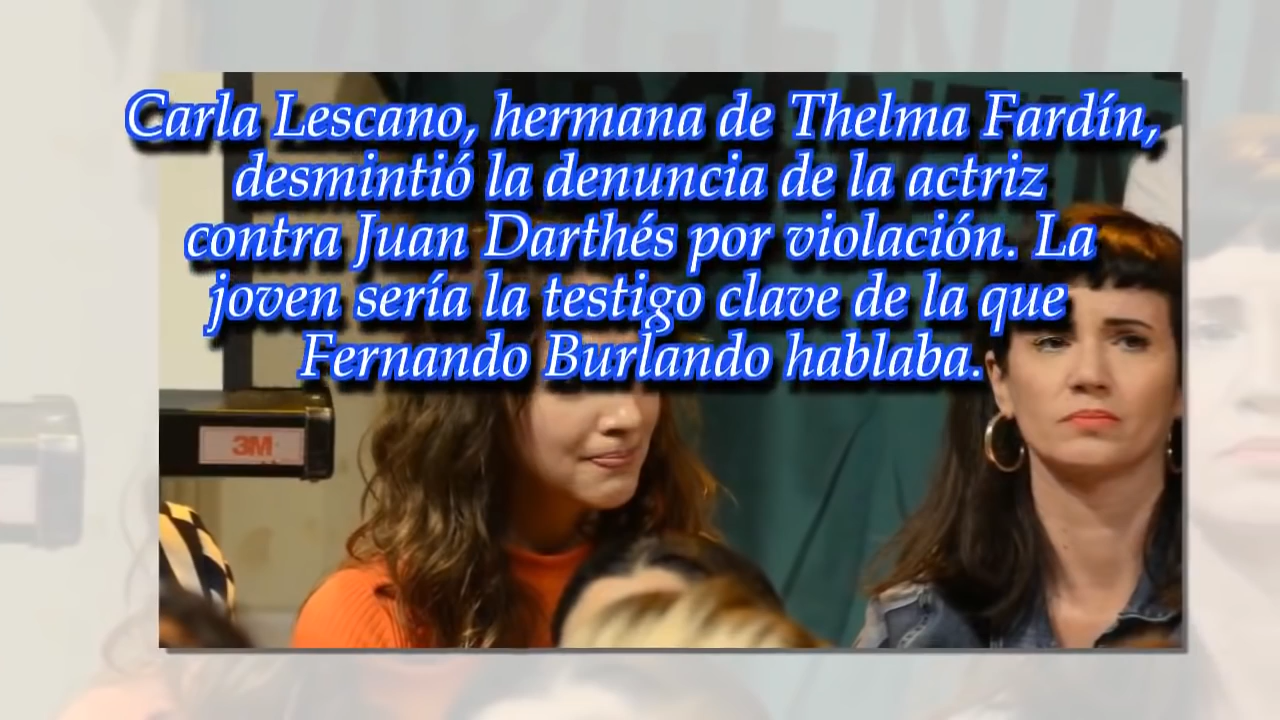 Carla Lescano, hermana de Thelma Fardín,
desmintió la denuncia de la actriz
contra Juan Darthés por violación. La
joven sería la testigo clave de la que
Fernando Burlando hablaba.
3M